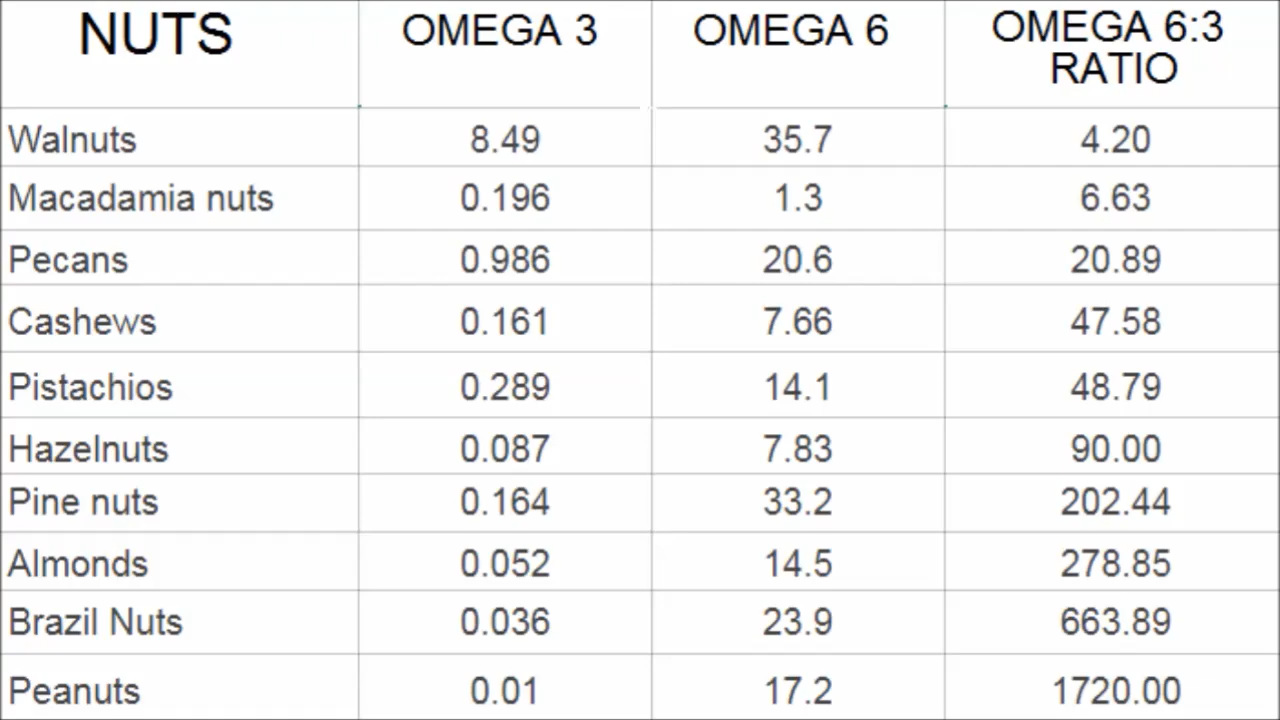 NUTS OMEGA 3 OMEGA 6 OMEGA 6:3
RATIO
Walnuts 8.49 35.7 4.20
Macadamia nuts 0.196 1.3 6.63
Pecans 0.986 20.6 20.89
Cashews 0.161 7.66 47.58
Pistachios 0.289 14.1 48.79
Hazelnuts 0.087 7.83 90.00
Pine nuts 0.164 33.2 202.44
Almonds 0.052 14.5 278.85
Brazil Nuts 0.036 23.9 663.89
Peanuts 0.01 17.2 1720.00